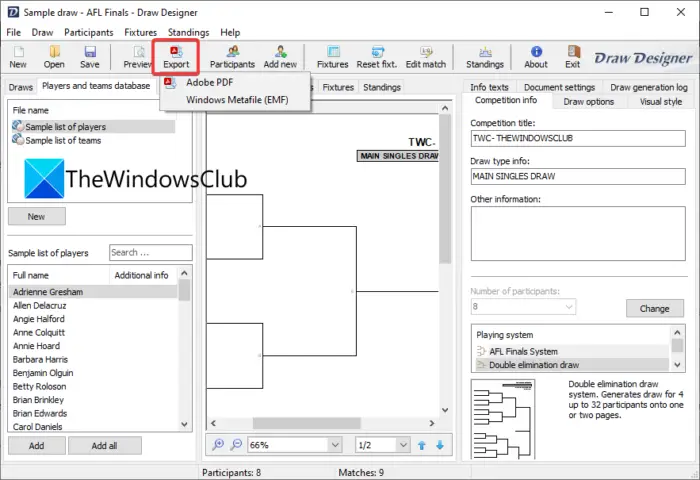 Sample draw - AFL Finals - Draw Designer
File Draw Participants Fixtures Standings Help
New Open Save Preview Export Participants Add new Fixtures Reset fixt. Edit match Standings About Exit Draw Designer
Adobe PDF
Windows Metafile (EMF)
Draws Players and teams database Fixtures Standings
File name
Sample list of players
Sample list of teams
TheWindowsClub
New
Sample list of players Search ...
Full name Additional info
Adrienne Gresham
Allen Delacruz
Angie Halford
Anne Colquitt
Annie Hoard
Barbara Harris
Benjamin Olguin
Betty Roloson
Brian Brinkley
Brian Edwards
Carol Daniels
Add Add all
TWC-
MAIN SINGLES DRAW
66% 1/2
Info texts Document settings Draw generation log
Competition info Draw options Visual style
Competition title:
TWC- THEWINDOWSCLUB
Draw type info:
MAIN SINGLES DRAW
Other information:
Number of participants:
8 Change
Playing system
AFL Finals System
Double elimination draw
Double elimination draw
system. Generates draw for 4
up to 32 participants onto one
or two pages.
Participants: 8 Matches: 9